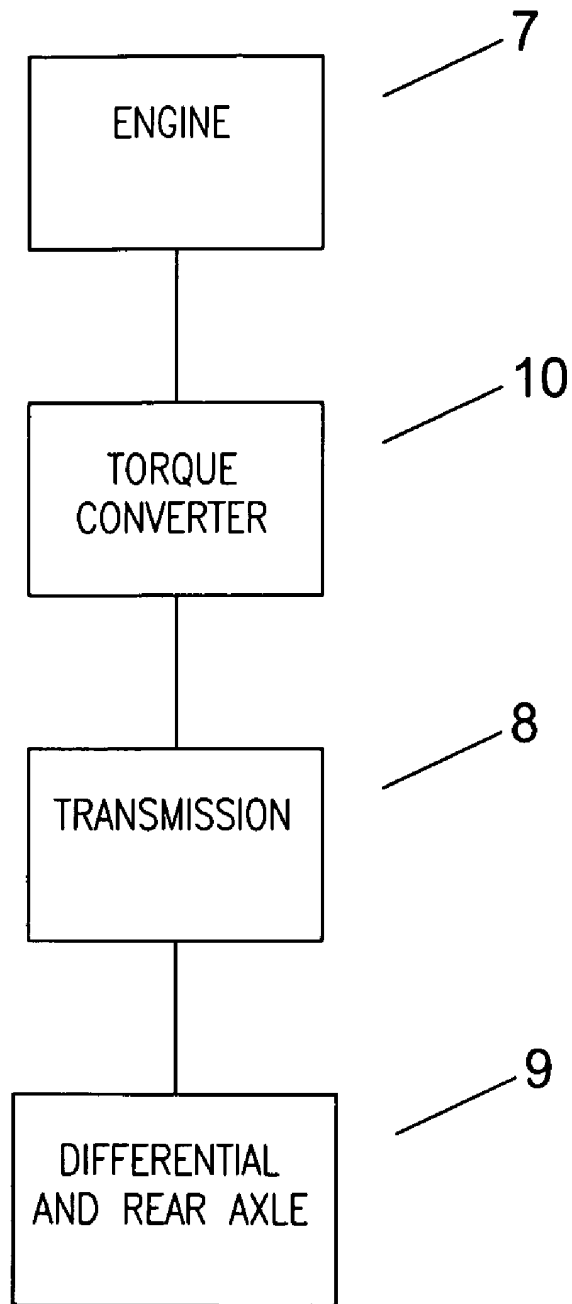 7
ENGINE
10
TORQUE
CONVERTER
8
TRANSMISSION
9
DIFFERENTIAL
AND REAR AXLE